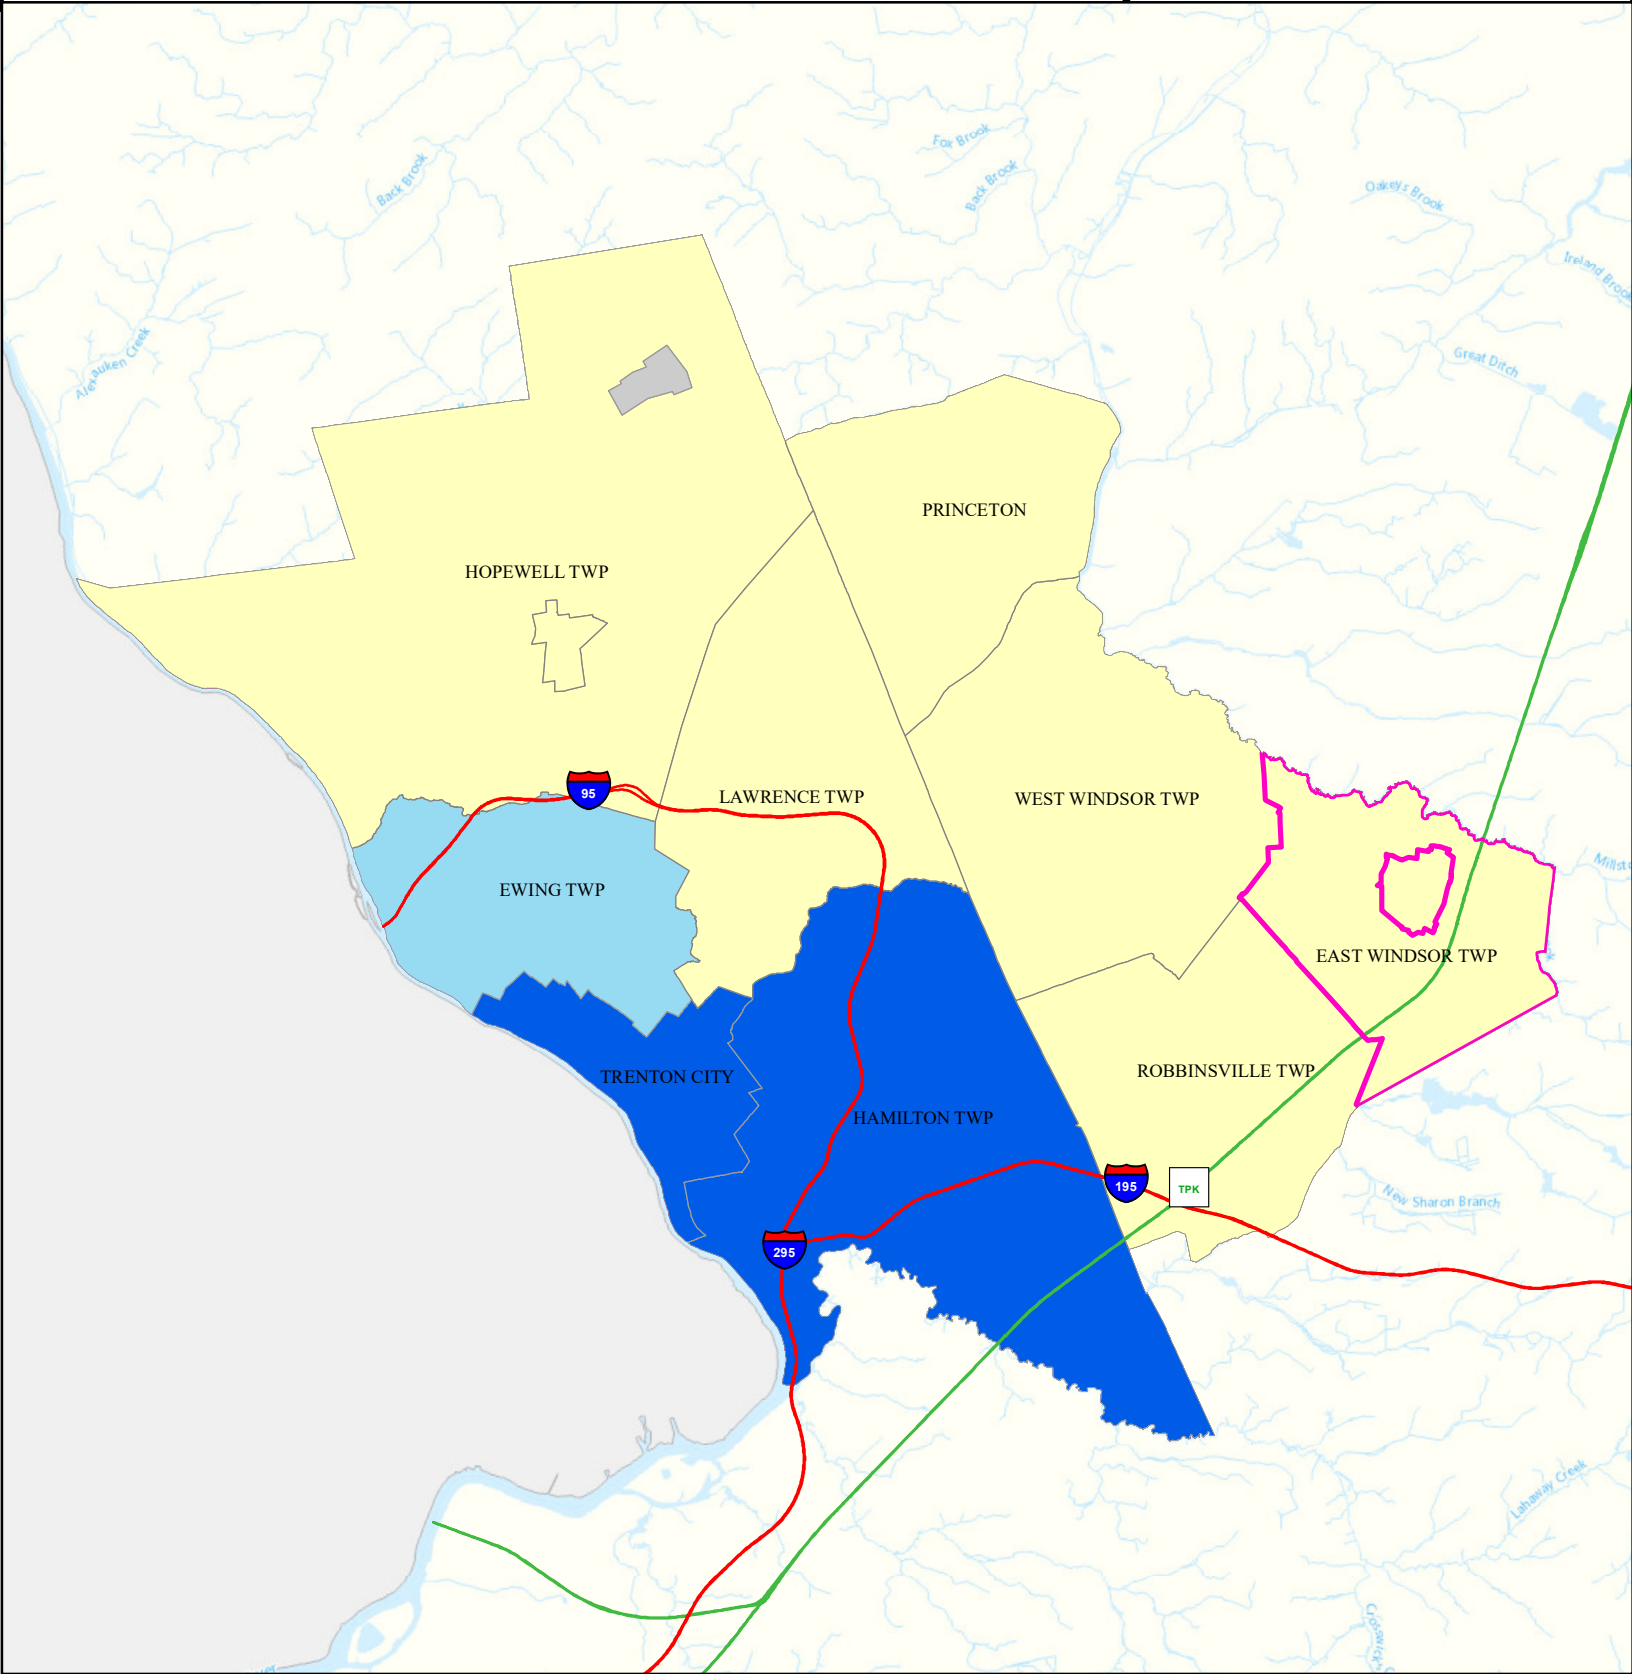 Fox Brook
Back Brook
Back Brook
Oakeys Brook
Ireland Brook
Alexauken Creek
Great Ditch
PRINCETON
HOPEWELL TWP
95
LAWRENCE TWP
WEST WINDSOR TWP
EWING TWP
EAST WINDSOR TWP
TRENTON CITY
ROBBINSVILLE TWP
HAMILTON TWP
195
TPK
New Sharon Branch
295
Lahaway Creek